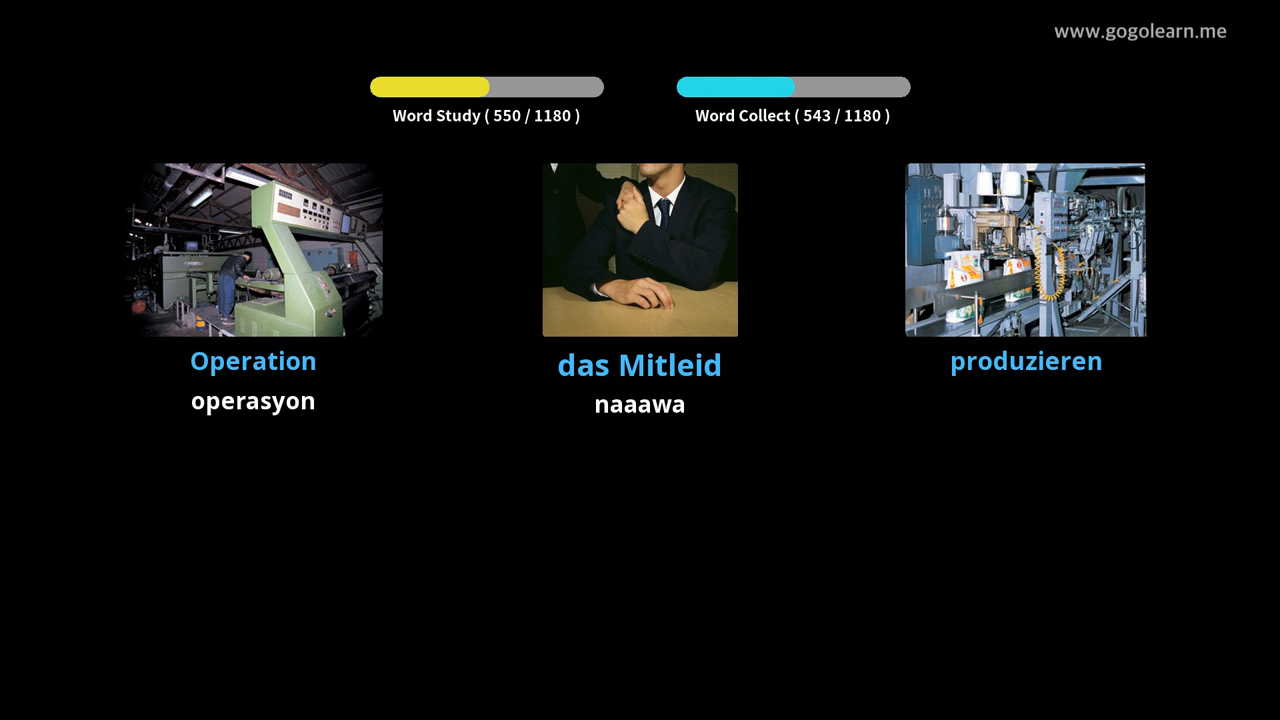 www.gogolearn.me
Word Study ( 550 / 1180 )
Word Collect ( 543 / 1180 )
Operation
operasyon
das Mitleid
naaawa
produzieren